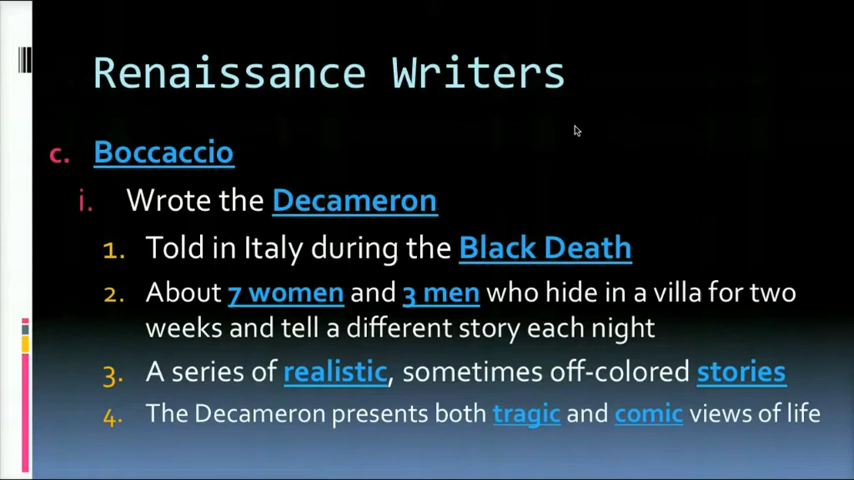 Renaissance Writers
c. Boccaccio
i. Wrote the Decameron
1. Told in Italy during the Black Death
2. About 7 women and 3 men who hide in a villa for two
weeks and tell a different story each night
3. A series of realistic, sometimes off-colored stories
4. The Decameron presents both tragic and comic views of life